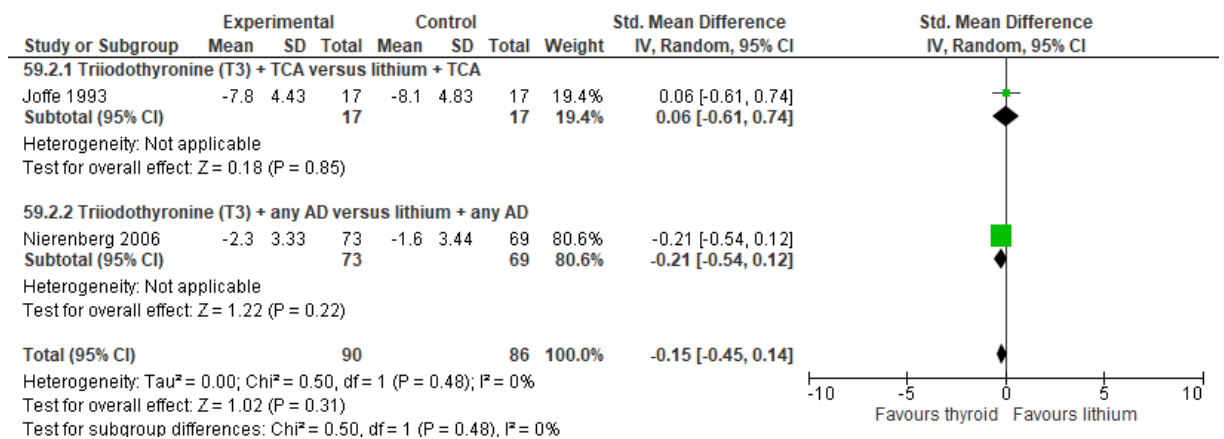 Experimental Control Std. Mean Difference Std. Mean Difference
Study or Subgroup Mean SD Total Mean SD Total Weight IV, Random, 95% CI IV, Random, 95% CI
59.2.1 Triiodothyronine (T3) + TCA versus lithium + TCA
Joffe 1993 -7.8 4.43 17 -8.1 4.83 17 19.4% 0.06 [-0.61, 0.74]
Subtotal (95% CI) 17 17 19.4% 0.06 [-0.61, 0.74]
Heterogeneity: Not applicable
Test for overall effect: Z = 0.18 (P = 0.85)
59.2.2 Triiodothyronine (T3) + any AD versus lithium + any AD
Nierenberg 2006 -2.3 3.33 73 -1.6 3.44 69 80.6% -0.21 [-0.54, 0.12]
Subtotal (95% CI) 73 69 80.6% -0.21 [-0.54, 0.12]
Heterogeneity: Not applicable
Test for overall effect: Z = 1.22 (P = 0.22)
Total (95% CI) 90 86 100.0% -0.15 [-0.45, 0.14]
Heterogeneity: Tau² = 0.00; Chi² = 0.50, df = 1 (P = 0.48); I² = 0%
Test for overall effect: Z = 1.02 (P = 0.31)
Test for subgroup differences: Chi² = 0.50, df = 1 (P = 0.48), I² = 0%
-10 -5 0 5 10
Favours thyroid Favours lithium